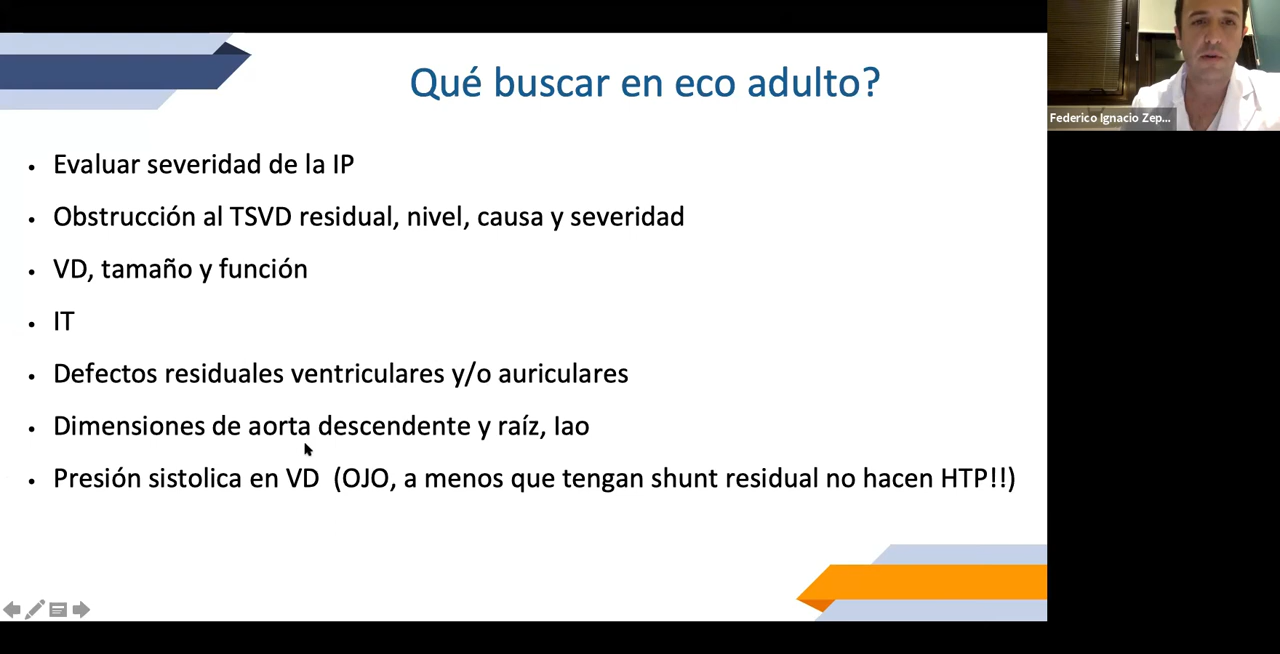 Qué buscar en eco adulto?
Federico Ignacio Zep...
• Evaluar severidad de la IP
• Obstrucción al TSVD residual, nivel, causa y severidad
• VD, tamaño y función
• IT
• Defectos residuales ventriculares y/o auriculares
• Dimensiones de aorta descendente y raíz, Iao
• Presión sistolica en VD (OJO, a menos que tengan shunt residual no hacen HTP!!)